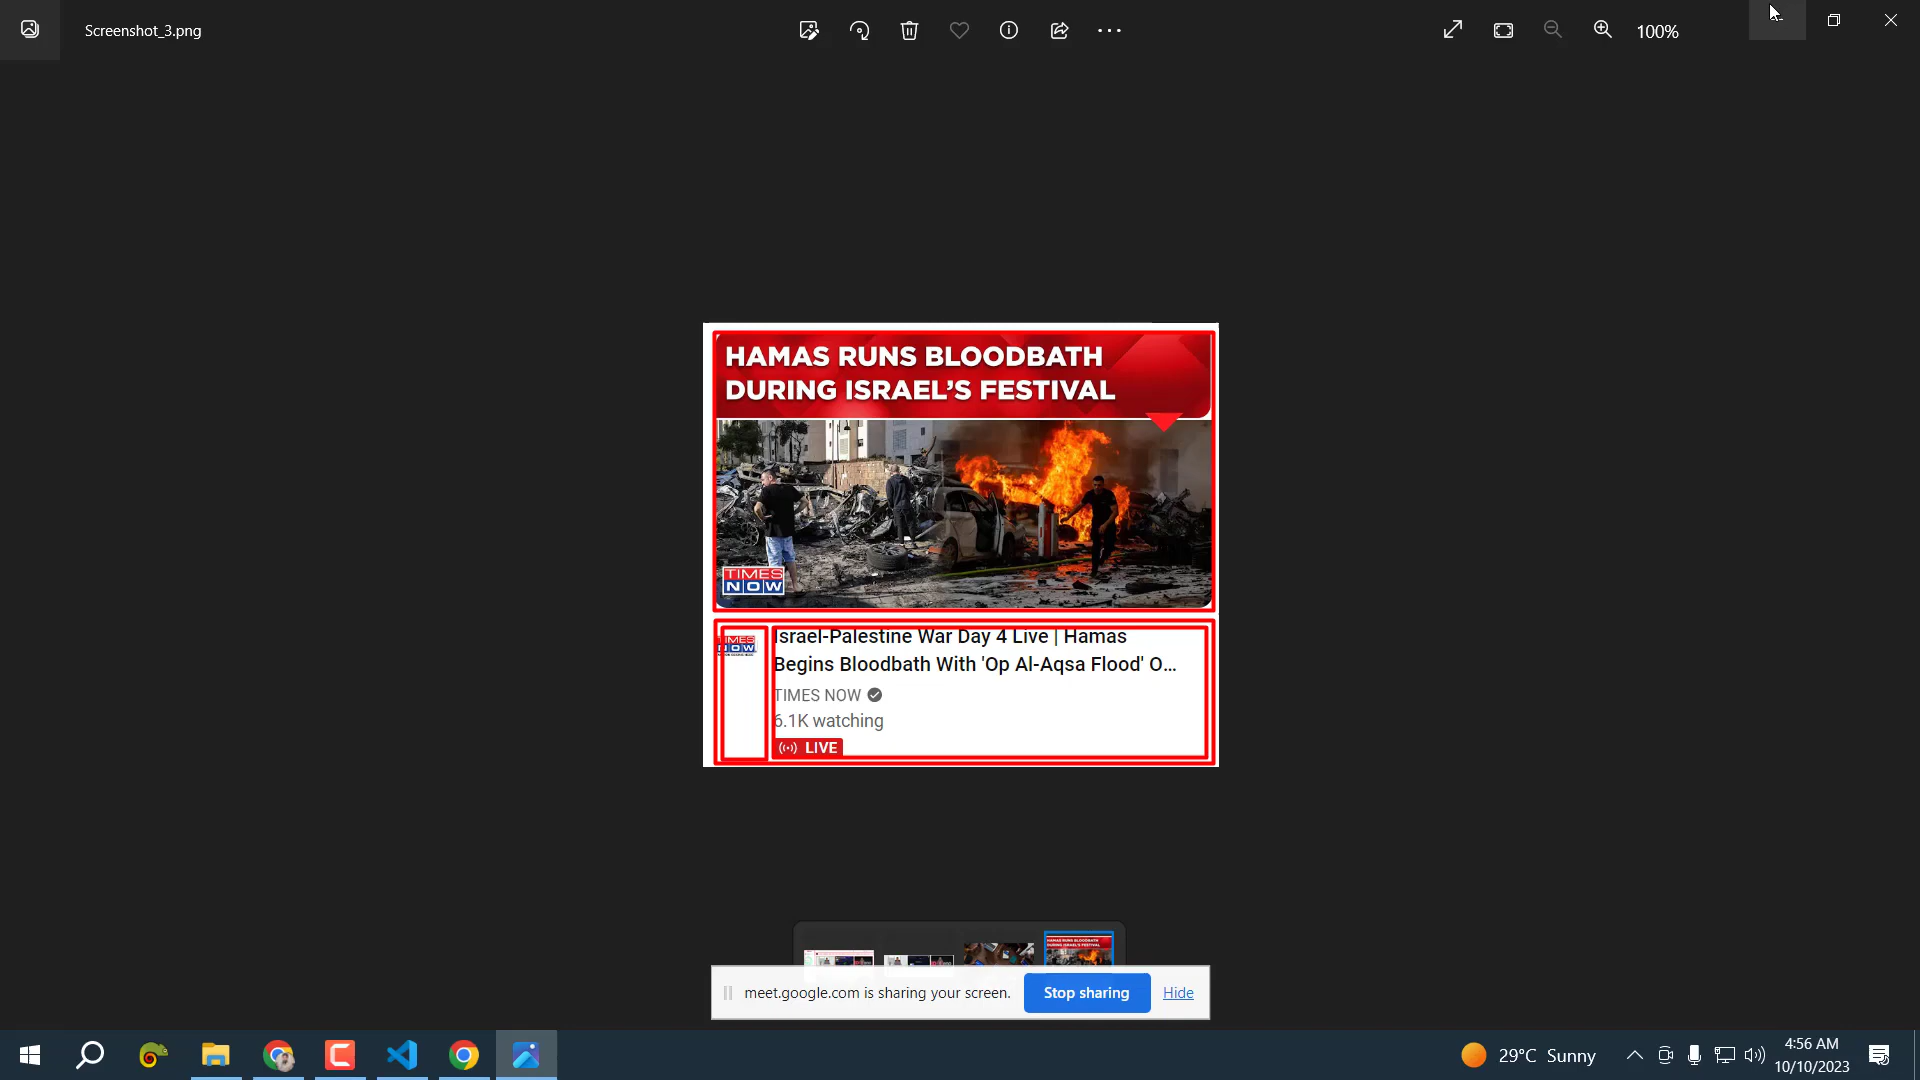 Screenshot_3.png
100%
HAMAS RUNS BLOODBATH
DURING ISRAEL'S FESTIVAL
TIMES
NOW
TIMES
NOW
Israel-Palestine War Day 4 Live | Hamas
Begins Bloodbath With 'Op Al-Aqsa Flood' O...
TIMES NOW
6.1K watching
LIVE
meet.google.com is sharing your screen.
Stop sharing
Hide
29°C Sunny
4:56 AM
10/10/2023